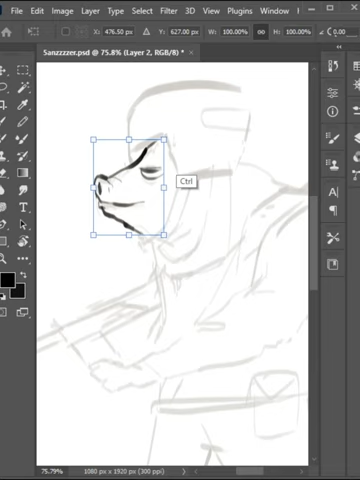 File Edit Image Layer Type Select Filter 3D View Plugins Window
X: 476.50 px Y: 627.00 px W: 100.00% H: 100.00% 0.00
Sanzzzzer.psd @ 75.8% (Layer 2, RGB/8) *
Ctrl
75.79% 1080 px x 1920 px (300 ppi)